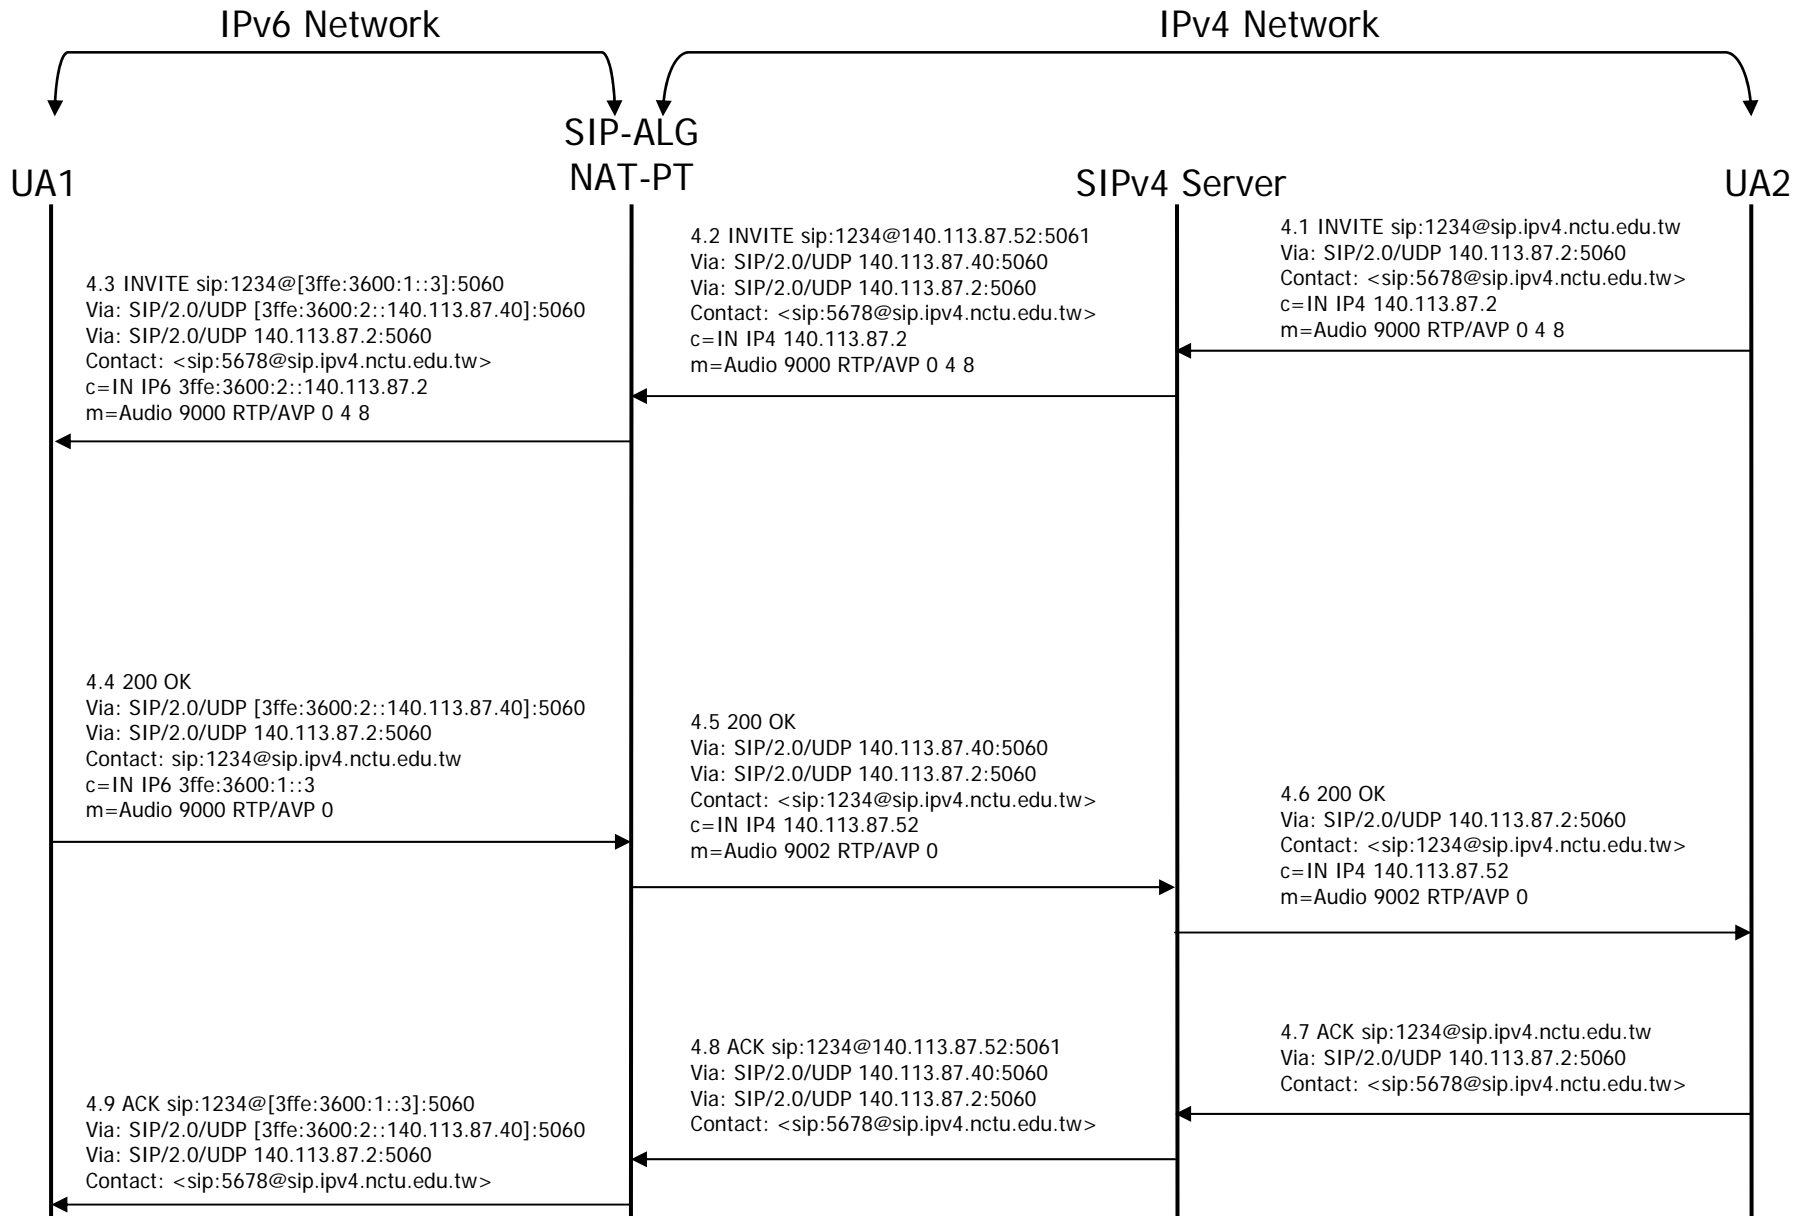 IPv6 Network
IPv4 Network
SIP-ALG
NAT-PT
UA1
SIPv4 Server
UA2
4.1 INVITE sip:1234@sip.ipv4.nctu.edu.tw
Via: SIP/2.0/UDP 140.113.87.2:5060
Contact: <sip:5678@sip.ipv4.nctu.edu.tw>
c=IN IP4 140.113.87.2
m=Audio 9000 RTP/AVP 0 4 8
4.2 INVITE sip:1234@140.113.87.52:5061
Via: SIP/2.0/UDP 140.113.87.40:5060
Via: SIP/2.0/UDP 140.113.87.2:5060
Contact: <sip:5678@sip.ipv4.nctu.edu.tw>
c=IN IP4 140.113.87.2
m=Audio 9000 RTP/AVP 0 4 8
4.3 INVITE sip:1234@[3ffe:3600:1::3]:5060
Via: SIP/2.0/UDP [3ffe:3600:2::140.113.87.40]:5060
Via: SIP/2.0/UDP 140.113.87.2:5060
Contact: <sip:5678@sip.ipv4.nctu.edu.tw>
c=IN IP6 3ffe:3600:2::140.113.87.2
m=Audio 9000 RTP/AVP 0 4 8
4.4 200 OK
Via: SIP/2.0/UDP [3ffe:3600:2::140.113.87.40]:5060
Via: SIP/2.0/UDP 140.113.87.2:5060
Contact: sip:1234@sip.ipv4.nctu.edu.tw
c=IN IP6 3ffe:3600:1::3
m=Audio 9000 RTP/AVP 0
4.5 200 OK
Via: SIP/2.0/UDP 140.113.87.40:5060
Via: SIP/2.0/UDP 140.113.87.2:5060
Contact: <sip:1234@sip.ipv4.nctu.edu.tw>
c=IN IP4 140.113.87.52
m=Audio 9002 RTP/AVP 0
4.6 200 OK
Via: SIP/2.0/UDP 140.113.87.2:5060
Contact: <sip:1234@sip.ipv4.nctu.edu.tw>
c=IN IP4 140.113.87.52
m=Audio 9002 RTP/AVP 0
4.7 ACK sip:1234@sip.ipv4.nctu.edu.tw
Via: SIP/2.0/UDP 140.113.87.2:5060
Contact: <sip:5678@sip.ipv4.nctu.edu.tw>
4.8 ACK sip:1234@140.113.87.52:5061
Via: SIP/2.0/UDP 140.113.87.40:5060
Via: SIP/2.0/UDP 140.113.87.2:5060
Contact: <sip:5678@sip.ipv4.nctu.edu.tw>
4.9 ACK sip:1234@[3ffe:3600:1::3]:5060
Via: SIP/2.0/UDP [3ffe:3600:2::140.113.87.40]:5060
Via: SIP/2.0/UDP 140.113.87.2:5060
Contact: <sip:5678@sip.ipv4.nctu.edu.tw>